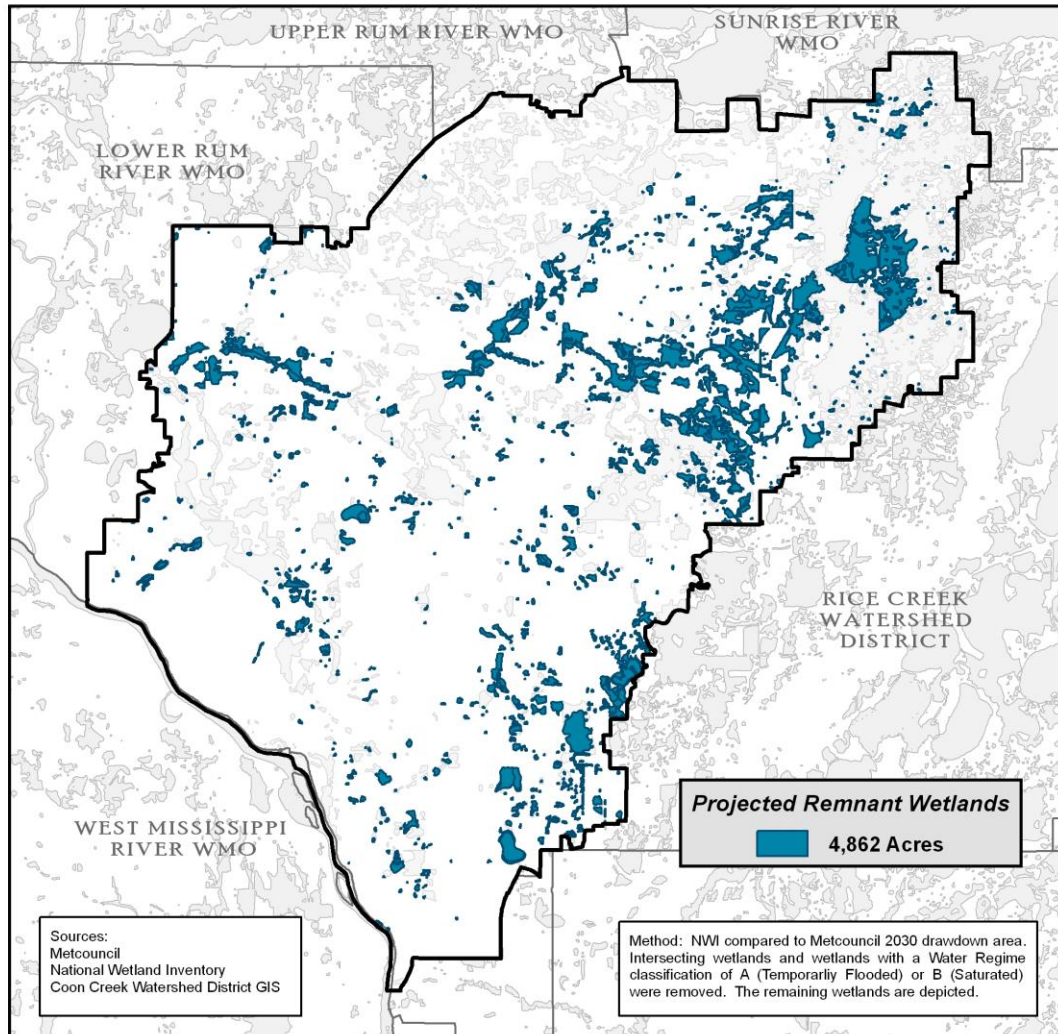 UPPER RUM RIVER WMO
SUNRISE RIVER
WMO
LOWER RUM
RIVER WMO
RICE CREEK
WATERSHED
DISTRICT
WEST MISSISSIPPI
RIVER WMO
Projected Remnant Wetlands
4,862 Acres
Sources:
Metcouncil
National Wetland Inventory
Coon Creek Watershed District GIS
Method: NWI compared to Metcouncil 2030 drawdown area.
Intersecting wetlands and wetlands with a Water Regime
classification of A (Temporarliy Flooded) or B (Saturated)
were removed. The remaining wetlands are depicted.